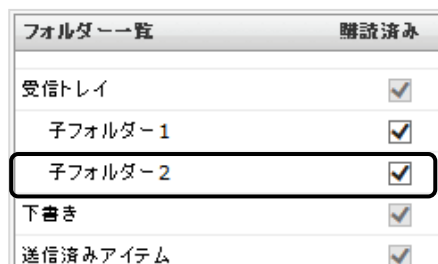 フォルダー一覧 購読済み
受信トレイ
子フォルダー1
子フォルダー2
下書き
送信済みアイテム